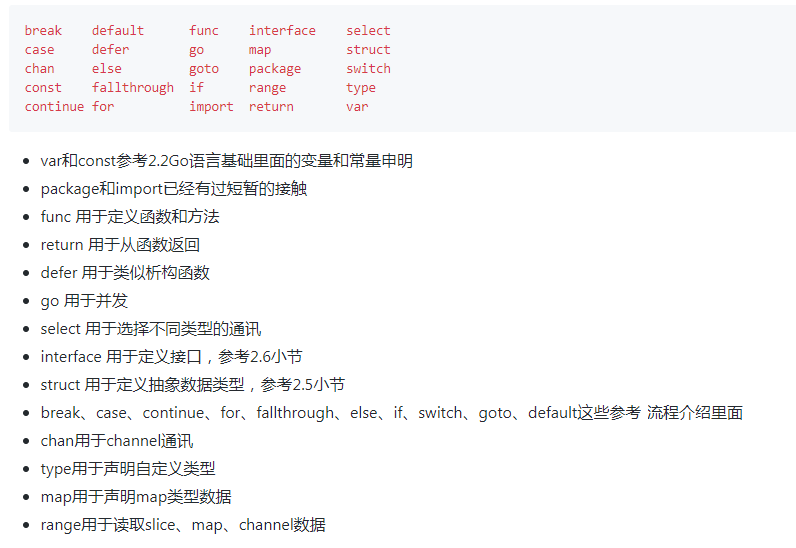 break    default      func    interface    select
case     defer        go      map          struct
chan     else         goto    package      switch
const    fallthrough  if      range        type
continue for          import  return       var
var和const参考2.2Go语言基础里面的变量和常量申明
package和import已经有过短暂的接触
func 用于定义函数和方法
return 用于从函数返回
defer 用于类似析构函数
go 用于并发
select 用于选择不同类型的通讯
interface 用于定义接口，参考2.6小节
struct 用于定义抽象数据类型，参考2.5小节
break、case、continue、for、fallthrough、else、if、switch、goto、default这些参考 流程介绍里面
chan用于channel通讯
type用于声明自定义类型
map用于声明map类型数据
range用于读取slice、map、channel数据